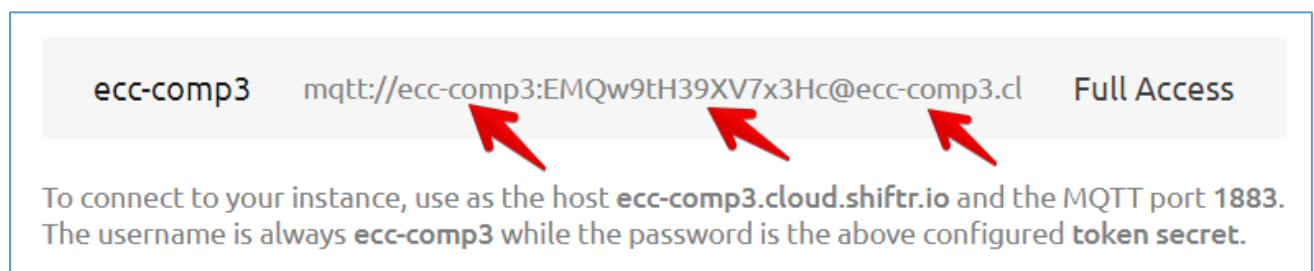 ecc-comp3 mqtt://ecc-comp3:EMQw9tH39XV7x3Hc@ecc-comp3.cl Full Access
To connect to your instance, use as the host ecc-comp3.cloud.shiftr.io and the MQTT port 1883.
The username is always ecc-comp3 while the password is the above configured token secret.